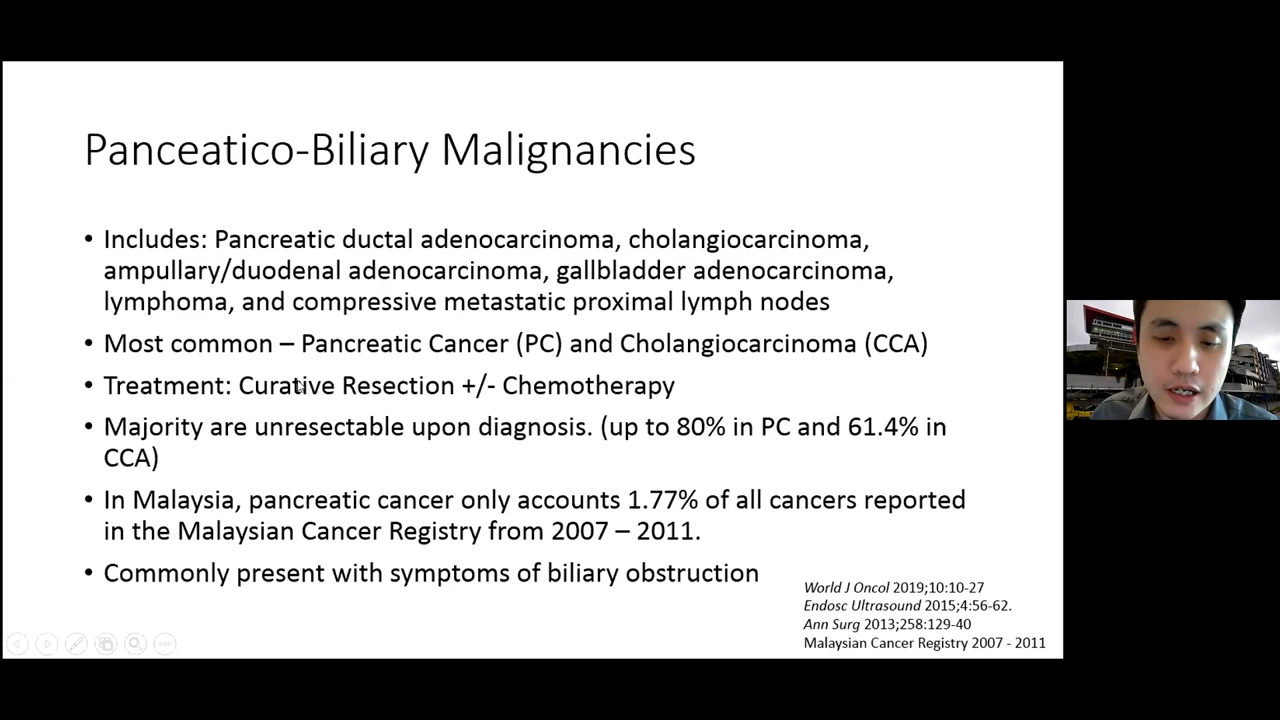 Panceatico-Biliary Malignancies
• Includes: Pancreatic ductal adenocarcinoma, cholangiocarcinoma,
ampullary/duodenal adenocarcinoma, gallbladder adenocarcinoma,
lymphoma, and compressive metastatic proximal lymph nodes
• Most common – Pancreatic Cancer (PC) and Cholangiocarcinoma (CCA)
• Treatment: Curative Resection +/- Chemotherapy
• Majority are unresectable upon diagnosis. (up to 80% in PC and 61.4% in
CCA)
• In Malaysia, pancreatic cancer only accounts 1.77% of all cancers reported
in the Malaysian Cancer Registry from 2007 – 2011.
• Commonly present with symptoms of biliary obstruction
World J Oncol 2019;10:10-27
Endosc Ultrasound 2015;4:56-62.
Ann Surg 2013;258:129-40
Malaysian Cancer Registry 2007 - 2011